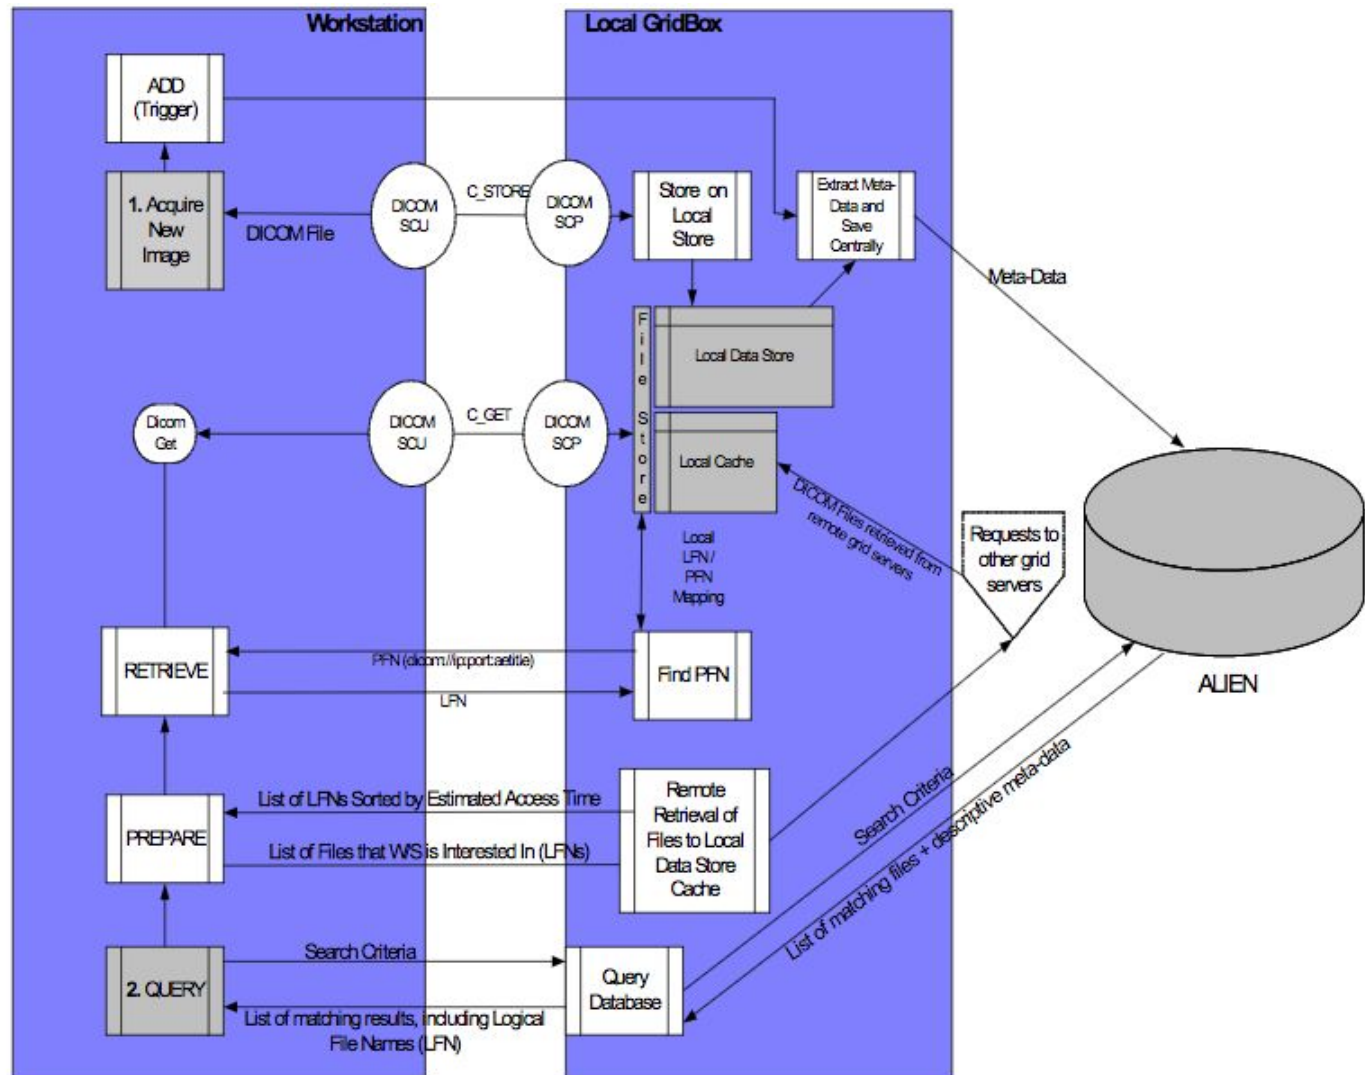 Workstation
Local GridBox
ADD
(Trigger)
1. Acquire
New
Image
DICOM File
DICOM
SCU
C_STORE
DICOM
SCP
Store on
Local
Store
Extract Meta-
Data and
Save
Centrally
Meta-Data
File Store
Local Data Store
Local Cache
Dicom
Get
DICOM
SCU
C_GET
DICOM
SCP
DICOM Files retrieved from
remote grid servers
Requests to
other grid
servers
ALIEN
Local
LFN /
PFN
Mapping
RETRIEVE
PFN (dicom://ip:port:aetitle)
LFN
Find PFN
PREPARE
List of LFNs Sorted by Estimated Access Time
List of Files that W/S is Interested In (LFNs)
Remote
Retrieval of
Files to Local
Data Store
Cache
Search Criteria
List of matching files + descriptive meta-data
2. QUERY
Search Criteria
List of matching results, including Logical
File Names (LFN)
Query
Database